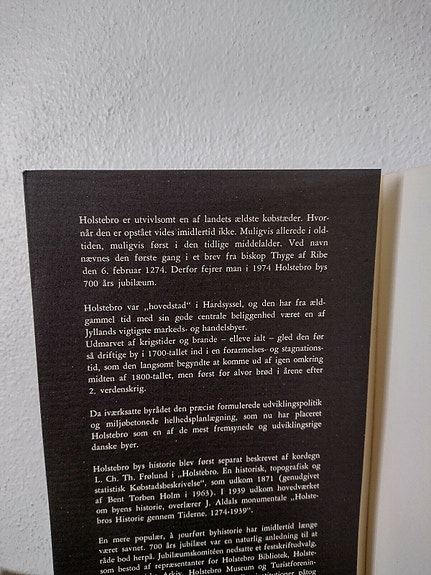 Holstebro er utvivlsomt en af landets ældste købstæder. Hvor-
når den er opstået vides imidlertid ikke. Muligvis allerede i old-
tiden, muligvis først i den tidlige middelalder. Ved navn
nævnes den første gang i et brev fra biskop Thyge af Ribe
den 6. februar 1274. Derfor fejrer man i 1974 Holstebro bys
700 års jubilæum.
Holstebro var „hovedstad" i Hardsyssel, og den har fra æld-
gammel tid med sin gode centrale beliggenhed været en af
Jyllands vigtigste markeds- og handelsbyer.
Udmarvet af krigstider og brande – elleve ialt – gled den før
så driftige by i 1700-tallet ind i en forarmelses- og stagnations-
tid, som den langsomt begyndte at komme ud af igen omkring
midten af 1800-tallet, men først for alvor brød i årene efter
2. verdenskrig.
Da iværksatte byrådet den præcist formulerede udviklingspolitik
og miljøbetonede helhedsplanlægning, som nu har placeret
Holstebro som en af de mest fremsynede og udviklingsrige
danske byer.
Holstebro bys historie blev først separat beskrevet af kordegn
L. Ch. Th. Frølund i „Holstebro. En historisk, topografisk og
statistisk Købstadsbeskrivelse", som udkom 1871 (genudgivet
af Bent Torben Holm i 1963). I 1939 udkom hovedværket
om byens historie, overlærer J. Aldals monumentale „Holste-
bros Historie gennem Tiderne. 1274-1939".
En mere populær, à jourført byhistorie har imidlertid længe
været savnet. 700 års jubilæet var en naturlig anledning til at
råde bod herpå. Jubilæumskomitéen nedsatte et festskriftudvalg,
som bestod af repræsentanter for Holstebro Bibliotek, Holste-
Arkiv, Holstebro Museum og Turistforenin-
institutioner påtog